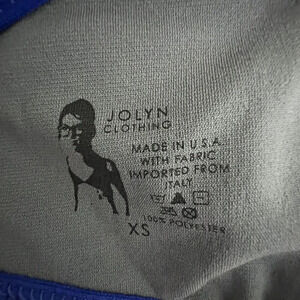 JOLYN
CLOTHING
MADE IN U.S.A.
WITH FABRIC
IMPORTED FROM
ITALY
100% POLYESTER
XS